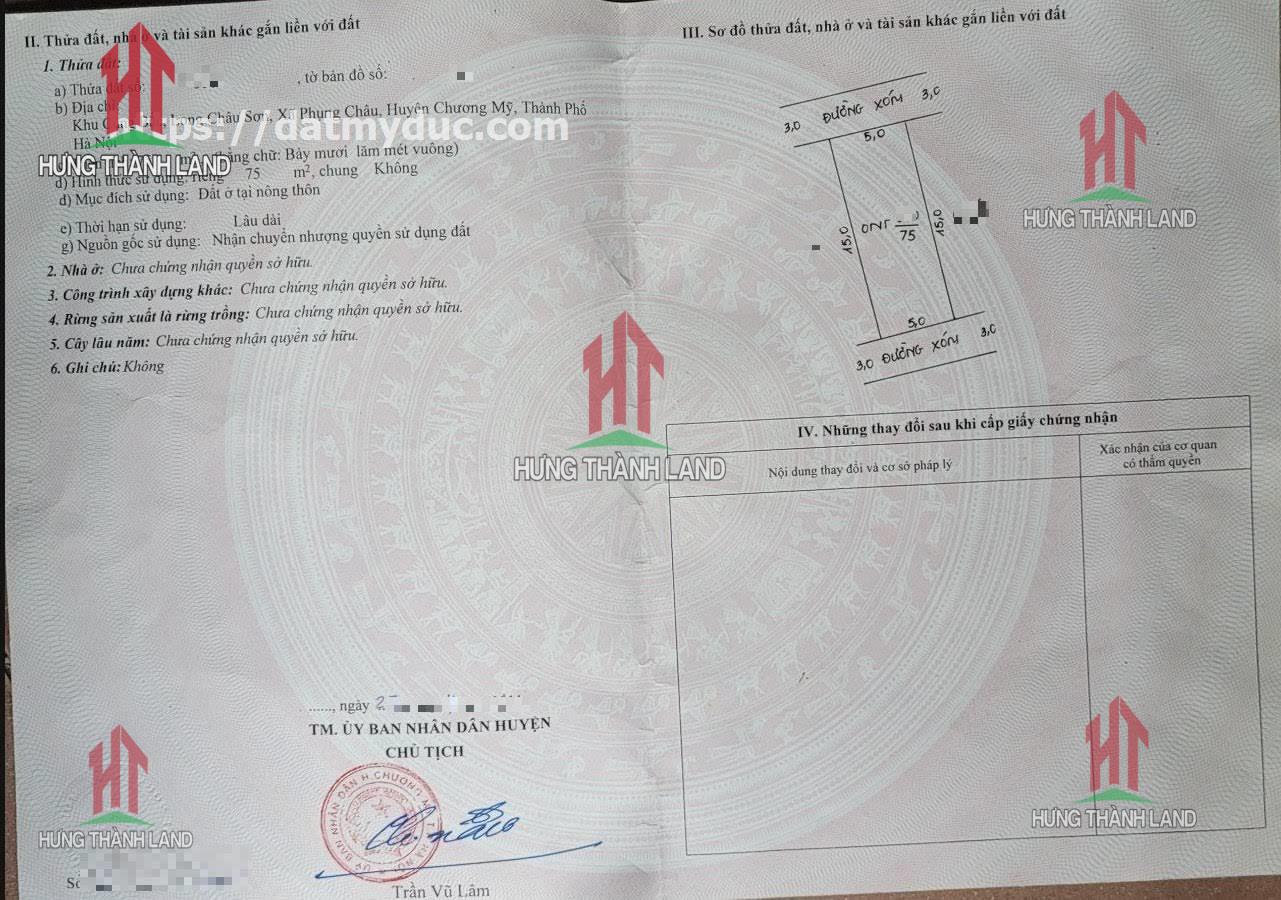 II. Thửa đất, nhà ở và tài sản khác gắn liền với đất
1. Thửa đất:
a) Thửa đất số: , tờ bản đồ số:
b) Địa chỉ:
Khu Châu Sơn, Xã Phụng Châu, Huyện Chương Mỹ, Thành Phố
Hà Nội
https://datmyduc.com
bằng chữ: Bảy mươi lăm mét vuông)
d) Hình thức sử dụng: riêng 75 m², chung Không
đ) Mục đích sử dụng: Đất ở tại nông thôn
e) Thời hạn sử dụng: Lâu dài
g) Nguồn gốc sử dụng: Nhận chuyển nhượng quyền sử dụng đất
2. Nhà ở: Chưa chứng nhận quyền sở hữu.
3. Công trình xây dựng khác: Chưa chứng nhận quyền sở hữu.
4. Rừng sản xuất là rừng trồng: Chưa chứng nhận quyền sở hữu.
5. Cây lâu năm: Chưa chứng nhận quyền sở hữu.
6. Ghi chú: Không
HƯNG THÀNH LAND
......, ngày 2
TM. ỦY BAN NHÂN DÂN HUYỆN
CHỦ TỊCH
Trần Vũ Lâm
HƯNG THÀNH LAND
HƯNG THÀNH LAND
III. Sơ đồ thửa đất, nhà ở và tài sản khác gắn liền với đất
3,0 ĐƯỜNG XÓM 3,0
5,0
15,0 ONT 75 15,0
5,0
3,0 ĐƯỜNG XÓM 3,0
HƯNG THÀNH LAND
IV. Những thay đổi sau khi cấp giấy chứng nhận
Nội dung thay đổi và cơ sở pháp lý
Xác nhận của cơ quan
có thẩm quyền
HƯNG THÀNH LAND